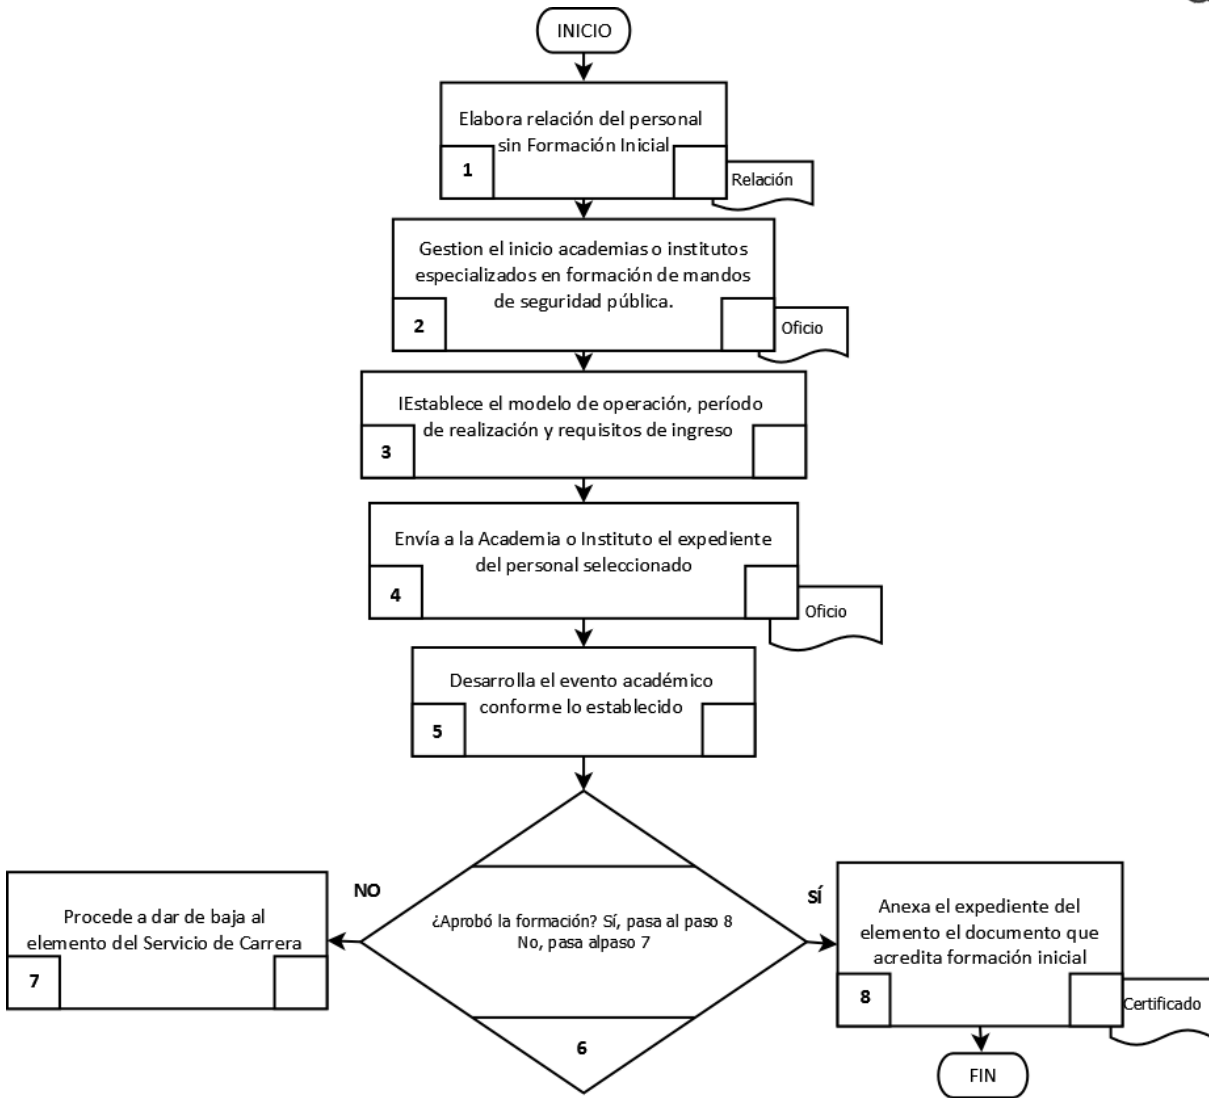 INICIO
Elabora relación del personal
sin Formación Inicial
1
Relación
Gestion el inicio academias o institutos
especializados en formación de mandos
de seguridad pública.
2
Oficio
IEstablece el modelo de operación, período
de realización y requisitos de ingreso
3
Envía a la Academia o Instituto el expediente
del personal seleccionado
4
Oficio
Desarrolla el evento académico
conforme lo establecido
5
¿Aprobó la formación? Sí, pasa al paso 8
No, pasa alpaso 7
6
NO
Procede a dar de baja al
elemento del Servicio de Carrera
7
SÍ
Anexa el expediente del
elemento el documento que
acredita formación inicial
8
Certificado
FIN